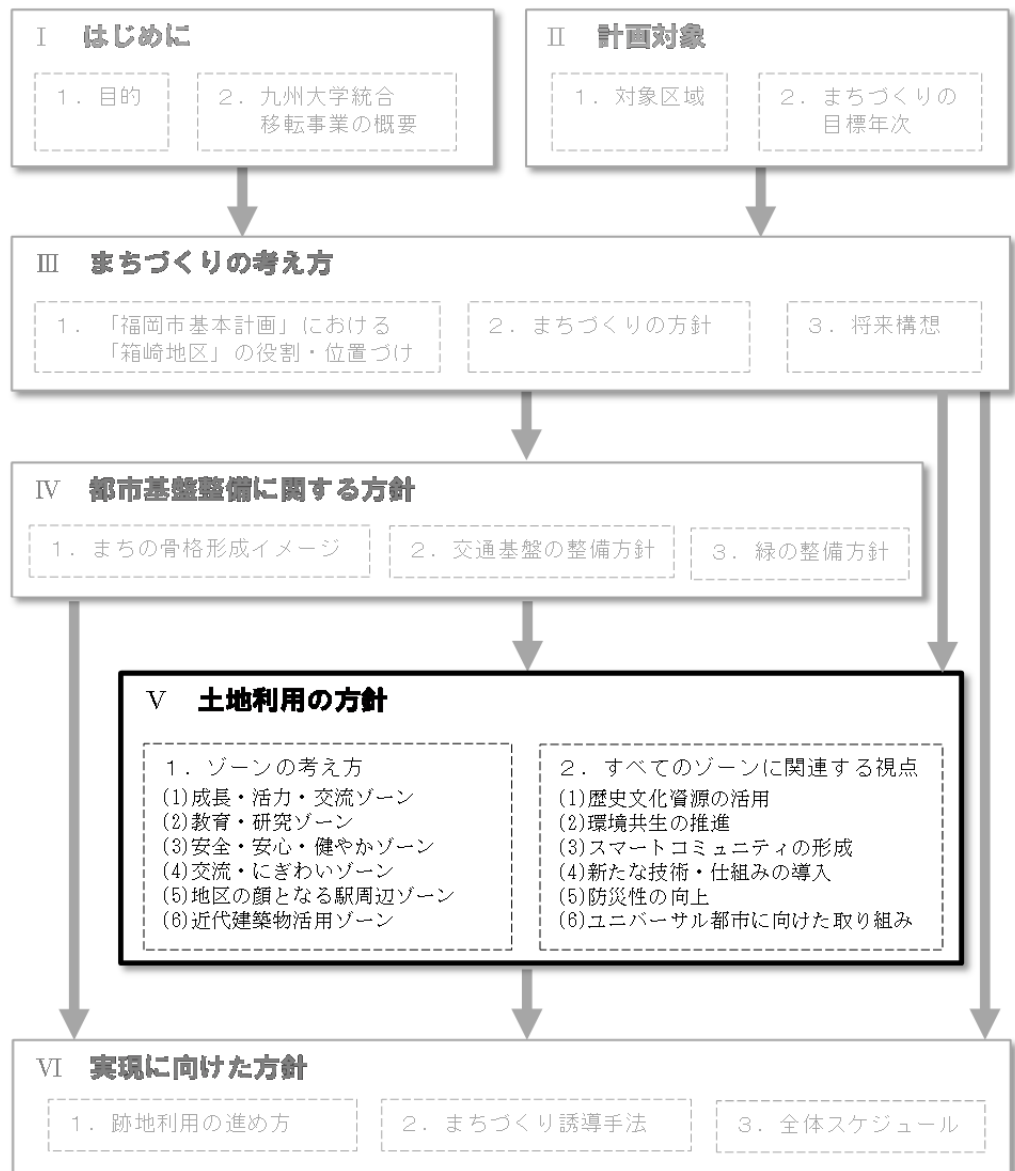 Ⅰ はじめに
1. 目的
2. 九州大学統合
移転事業の概要
Ⅱ 計画対象
1. 対象区域
2. まちづくりの
目標年次
Ⅲ まちづくりの考え方
1. 「福岡市基本計画」における
「箱崎地区」の役割・位置づけ
2. まちづくりの方針
3. 将来構想
Ⅳ 都市基盤整備に関する方針
1. まちの骨格形成イメージ
2. 交通基盤の整備方針
3. 緑の整備方針
Ⅴ 土地利用の方針
1. ゾーンの考え方
(1)成長・活力・交流ゾーン
(2)教育・研究ゾーン
(3)安全・安心・健やかゾーン
(4)交流・にぎわいゾーン
(5)地区の顔となる駅周辺ゾーン
(6)近代建築物活用ゾーン
2. すべてのゾーンに関連する視点
(1)歴史文化資源の活用
(2)環境共生の推進
(3)スマートコミュニティの形成
(4)新たな技術・仕組みの導入
(5)防災性の向上
(6)ユニバーサル都市に向けた取り組み
Ⅵ 実現に向けた方針
1. 跡地利用の進め方
2. まちづくり誘導手法
3. 全体スケジュール